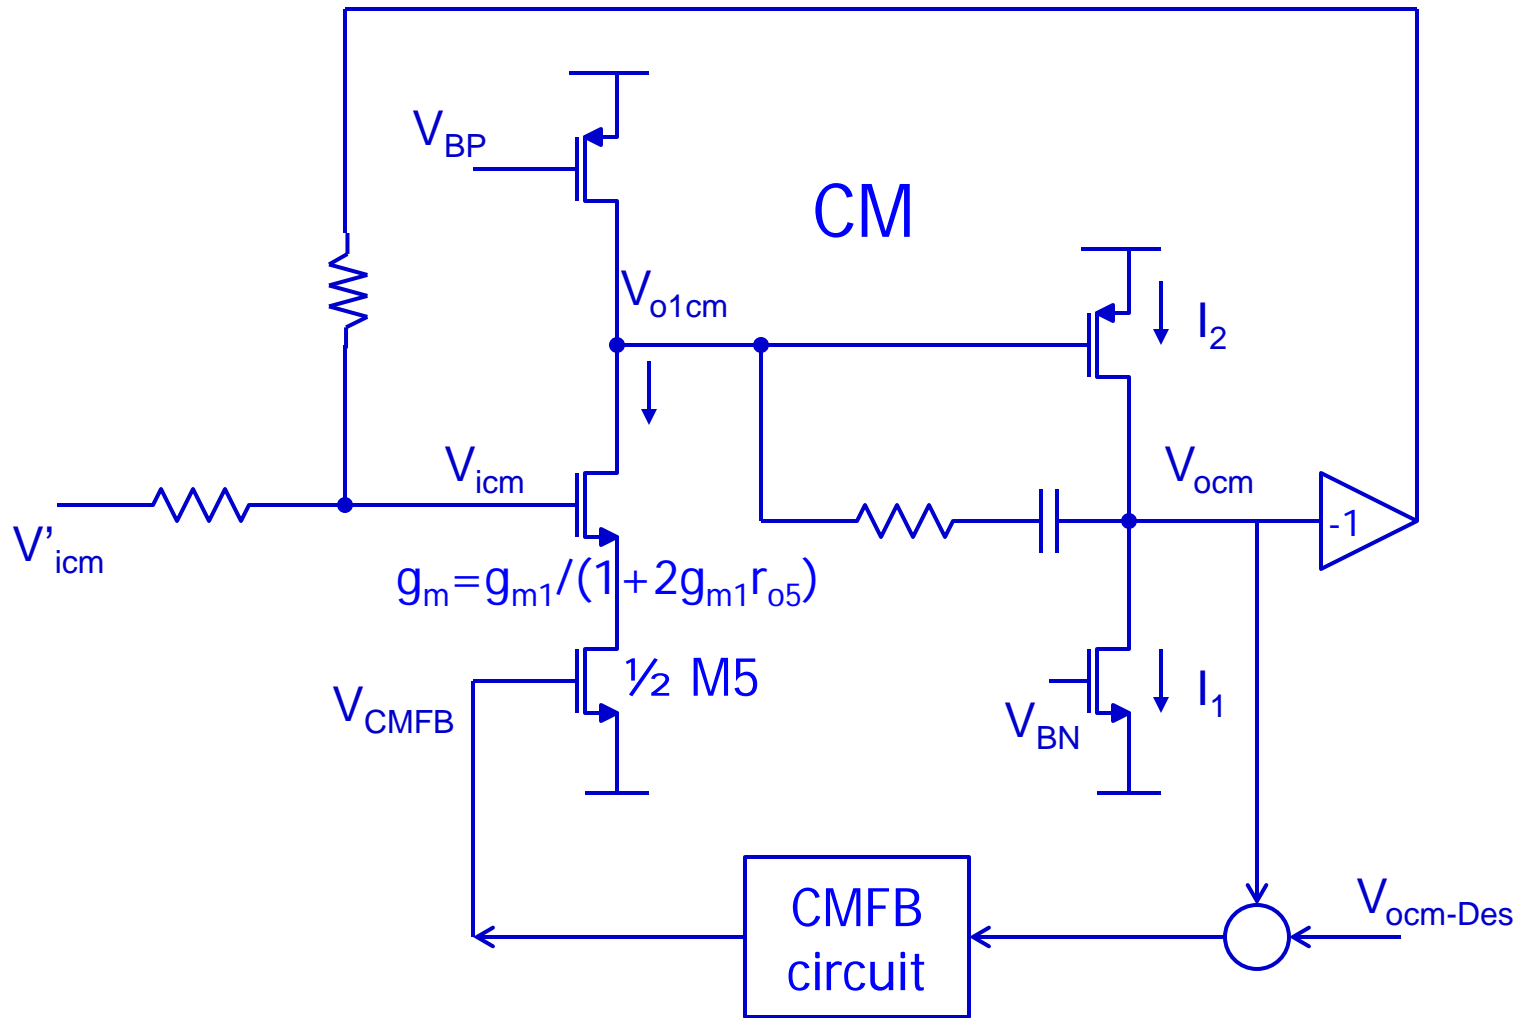 V_BP
CM
V_o1cm
I_2
V_icm
V_ocm
V'_icm
-1
g_m=g_m1/(1+2g_m1r_o5)
½ M5
V_CMFB
V_BN
I_1
CMFB
circuit
V_ocm-Des